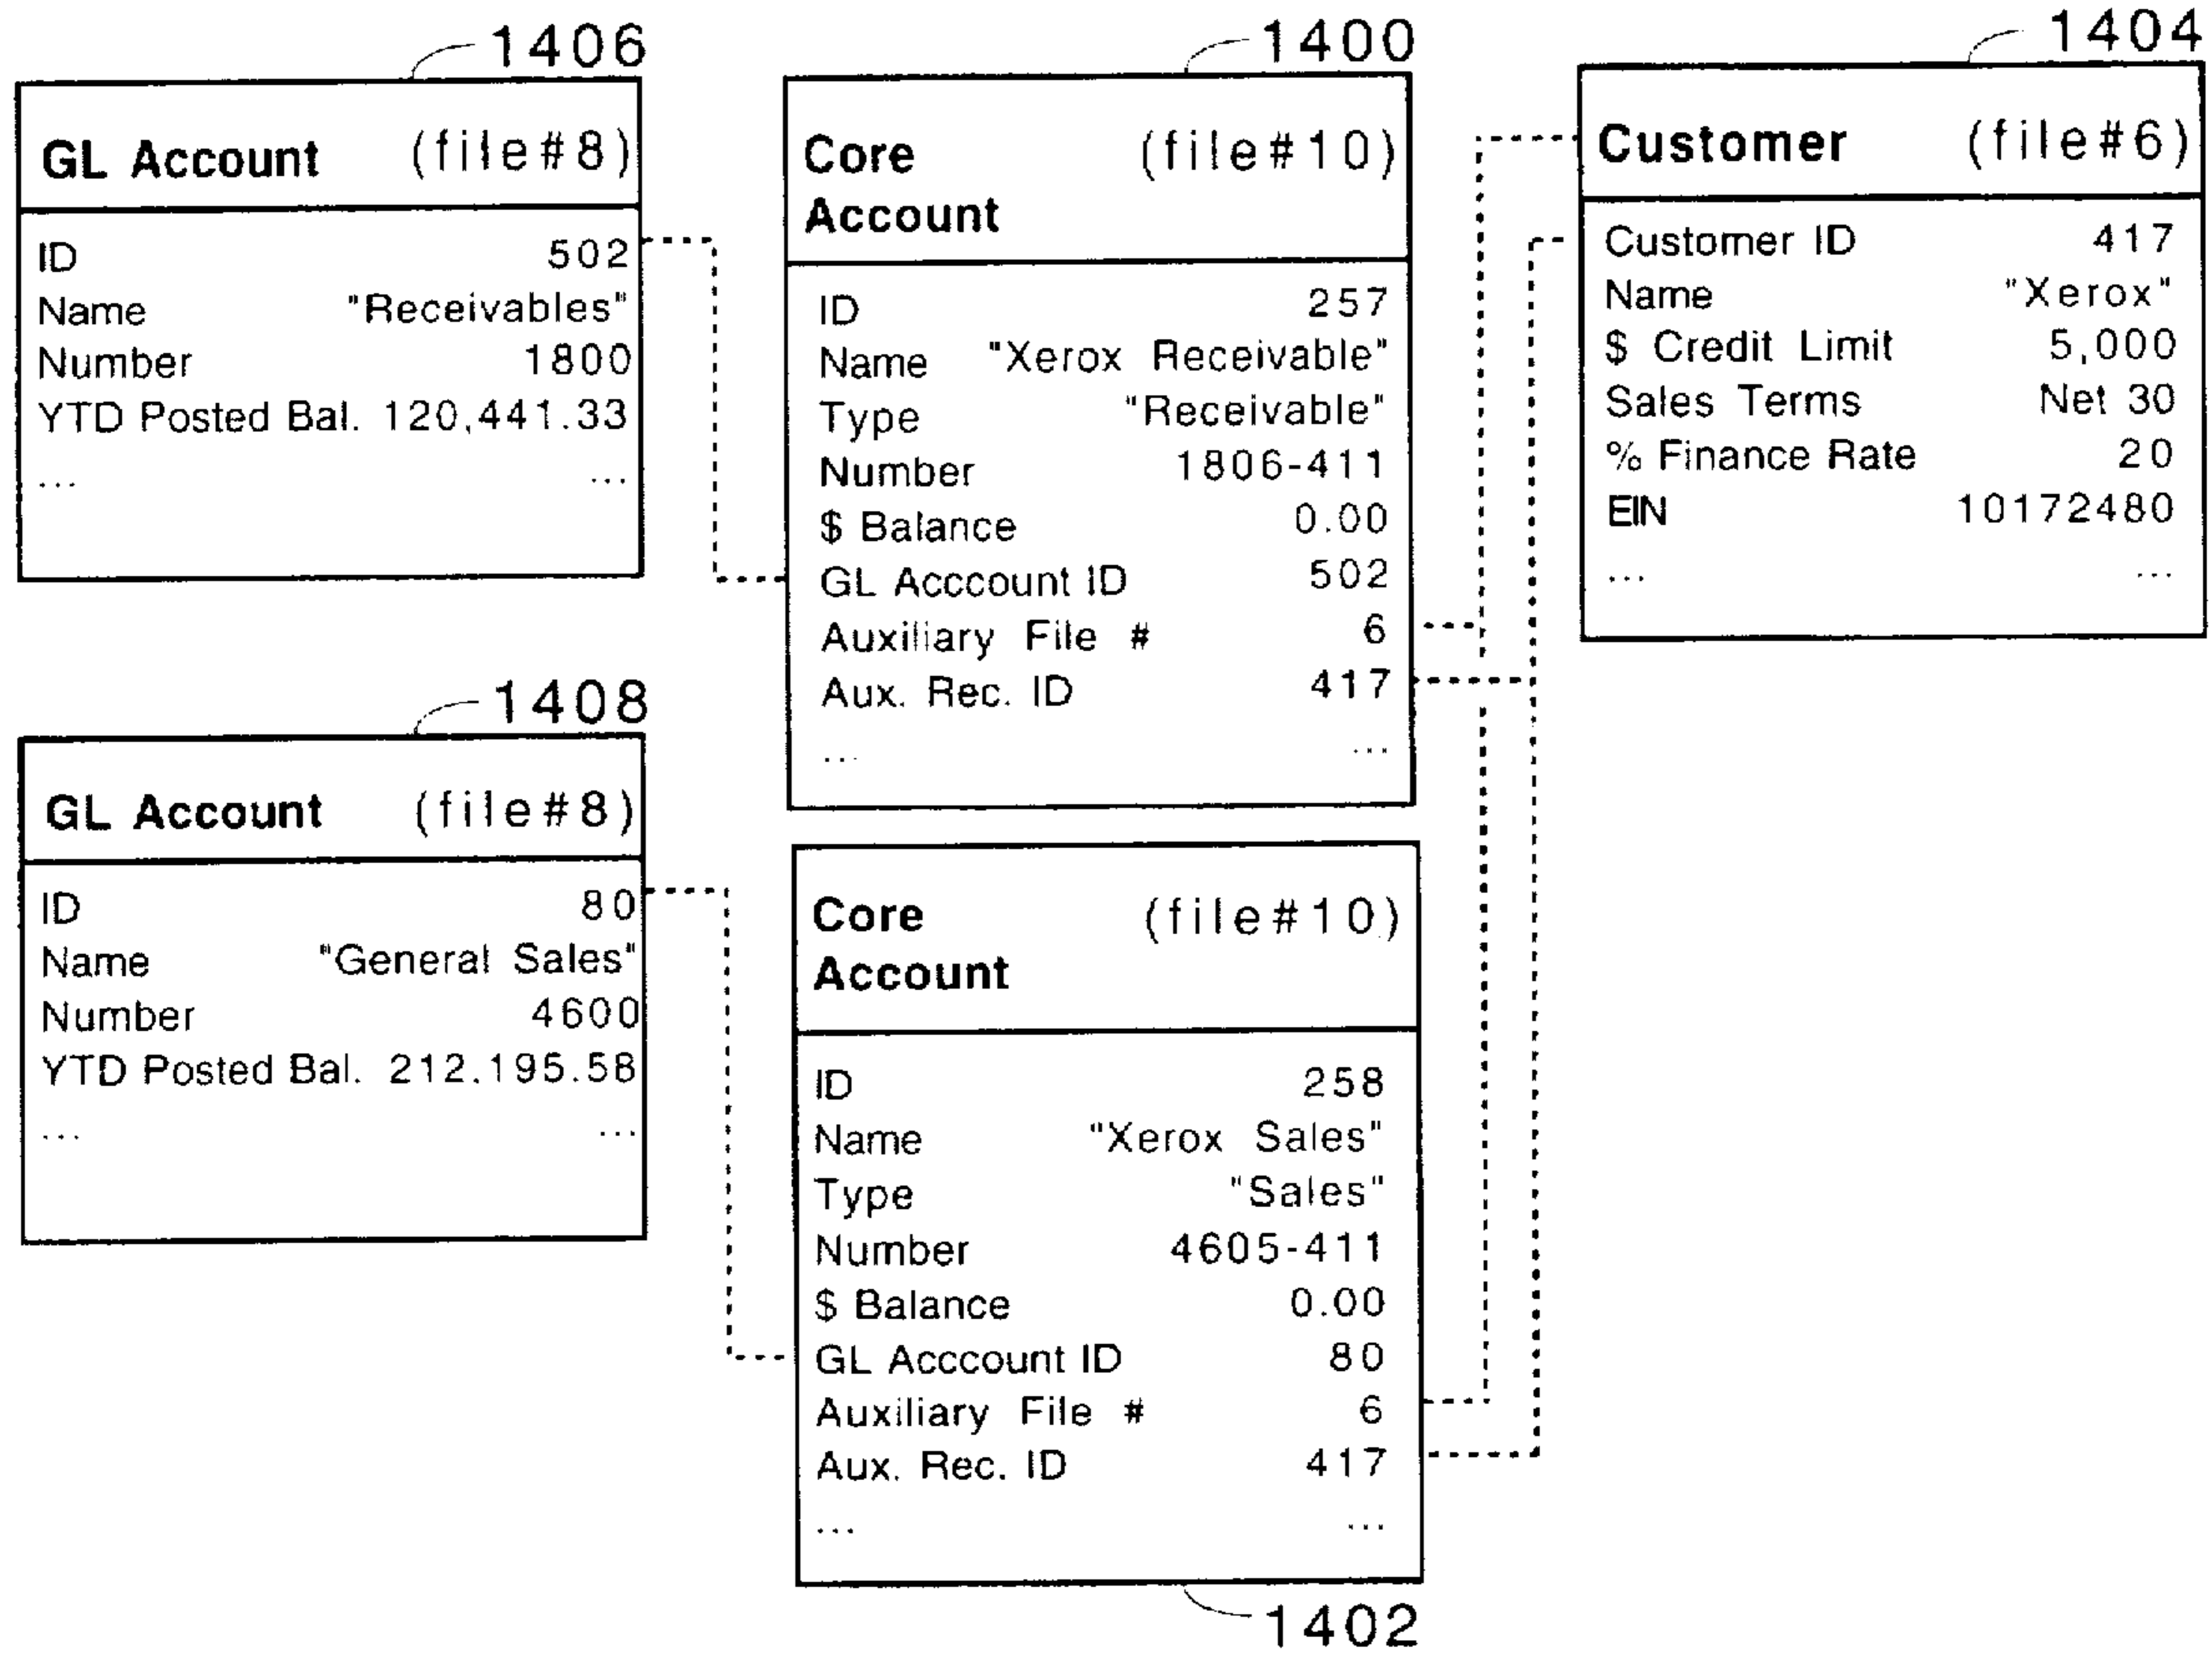 1406
GL Account (file#8)
ID 502
Name "Receivables"
Number 1800
YTD Posted Bal. 120,441.33
... ...
1408
GL Account (file#8)
ID 80
Name "General Sales"
Number 4600
YTD Posted Bal. 212.195.58
... ...
1400
Core (file#10)
Account
ID 257
Name "Xerox Receivable"
Type "Receivable"
Number 1806-411
$ Balance 0.00
GL Acccount ID 502
Auxiliary File # 6
Aux. Rec. ID 417
... ...
Core (file#10)
Account
ID 258
Name "Xerox Sales"
Type "Sales"
Number 4605-411
$ Balance 0.00
GL Acccount ID 80
Auxiliary File # 6
Aux. Rec. ID 417
... ...
1402
1404
Customer (file#6)
Customer ID 417
Name "Xerox"
$ Credit Limit 5,000
Sales Terms Net 30
% Finance Rate 20
EIN 10172480
... ...